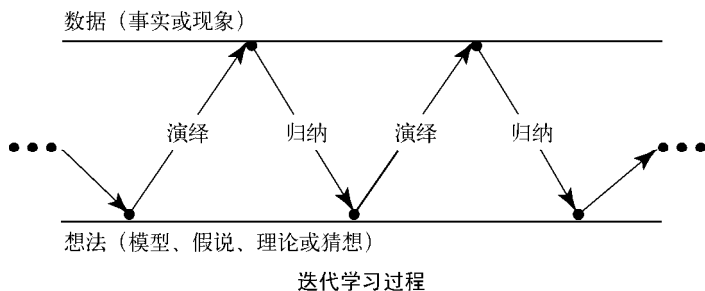 数据（事实或现象）
演绎
归纳
演绎
归纳
想法（模型、假说、理论或猜想）
迭代学习过程